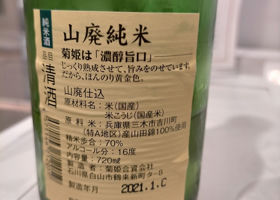 純米酒
山廃純米
菊姫は「濃醇旨口」
じっくり熟成させて、旨みをのせています。
だから、ほんのり黄金色。
品目
清酒
山廃仕込
原材料名：米（国産）
米こうじ（国産米）
原料米：兵庫県三木市吉川町
（特A地区）産山田錦100％使用
精米歩合：70%
アルコール分：16度
内容量：720㎖
製造者：菊姫合資会社
石川県白山市鶴来新町タ-8
製造年月
2021.1.C